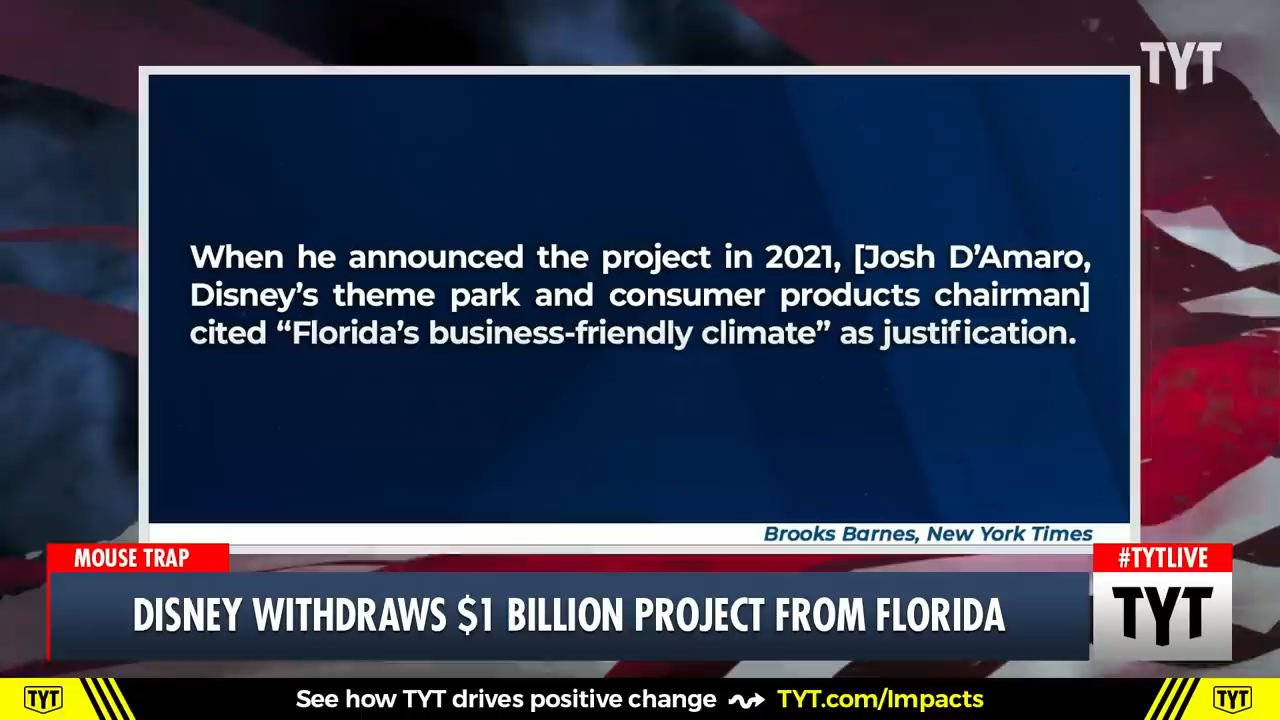 TYT
When he announced the project in 2021, [Josh D’Amaro,
Disney’s theme park and consumer products chairman]
cited “Florida’s business-friendly climate” as justification.
Brooks Barnes, New York Times
MOUSE TRAP
#TYTLIVE
DISNEY WITHDRAWS $1 BILLION PROJECT FROM FLORIDA
TYT
TYT
See how TYT drives positive change TYT.com/Impacts
TYT